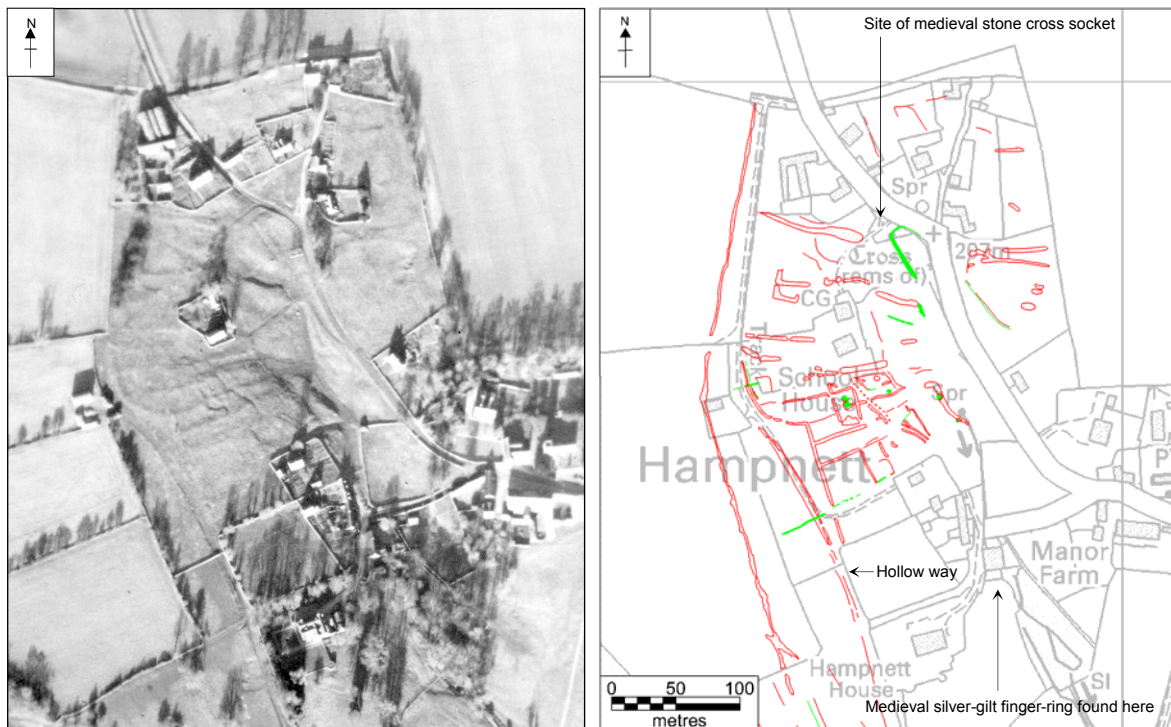 N
N
Site of medieval stone cross socket
Spr
207m
Cross
(rems of)
CG
Track
School
House
Spr
Hampnett
P
Manor
Farm
Hollow way
Hampnett
House
SI
0 50 100
metres
Medieval silver-gilt finger-ring found here